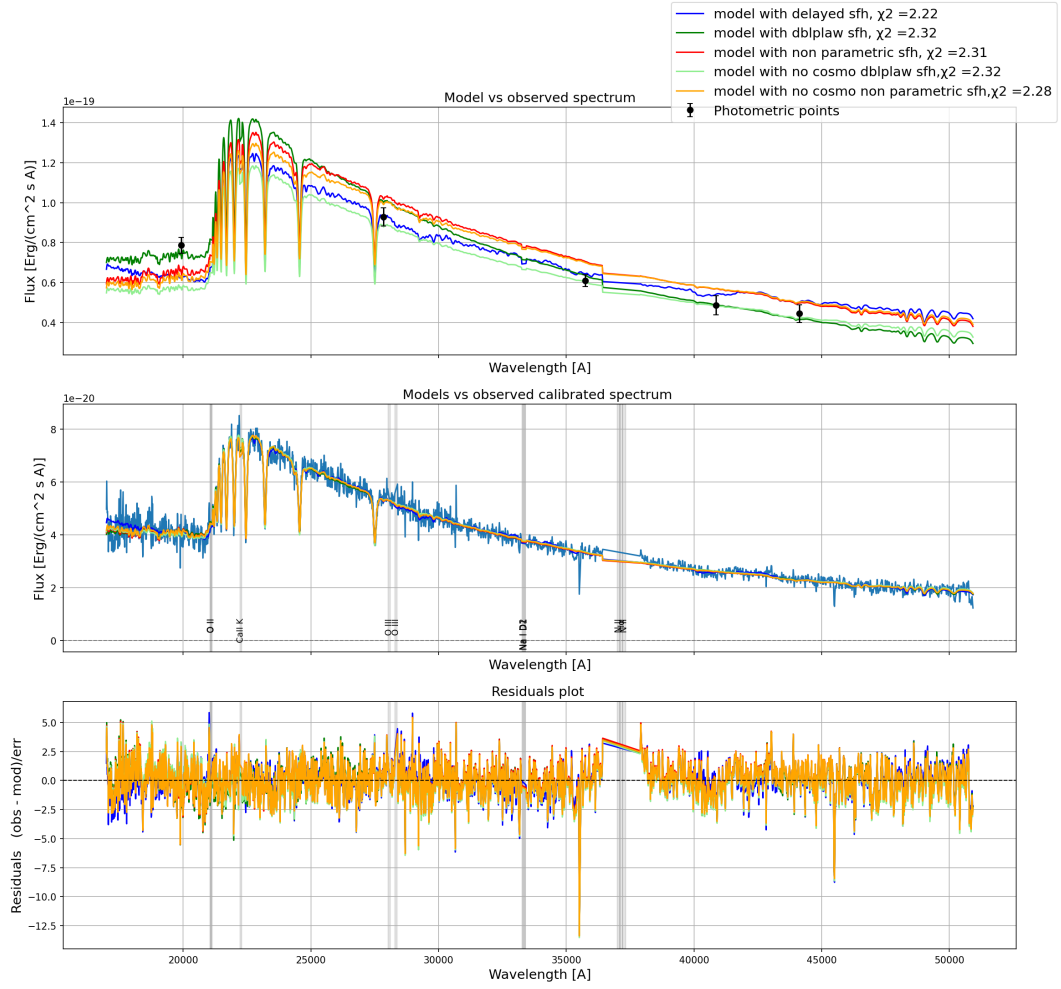 model with delayed sfh, χ2 =2.22
model with dblplaw sfh, χ2 =2.32
model with non parametric sfh, χ2 =2.31
model with no cosmo dblplaw sfh,χ2 =2.32
model with no cosmo non parametric sfh,χ2 =2.28
Photometric points
1e−19
Model vs observed spectrum
1.4
1.2
1.0
0.8
0.6
0.4
Flux [Erg/(cm^2 s A)]
Wavelength [A]
1e−20
Models vs observed calibrated spectrum
8
6
4
2
0
Flux [Erg/(cm^2 s A)]
O II
CaII K
O III
O III
Na I D2
N II
N II
Wavelength [A]
Residuals plot
5.0
2.5
0.0
−2.5
−5.0
−7.5
−10.0
−12.5
Residuals (obs - mod)/err
20000
25000
30000
35000
40000
45000
50000
Wavelength [A]